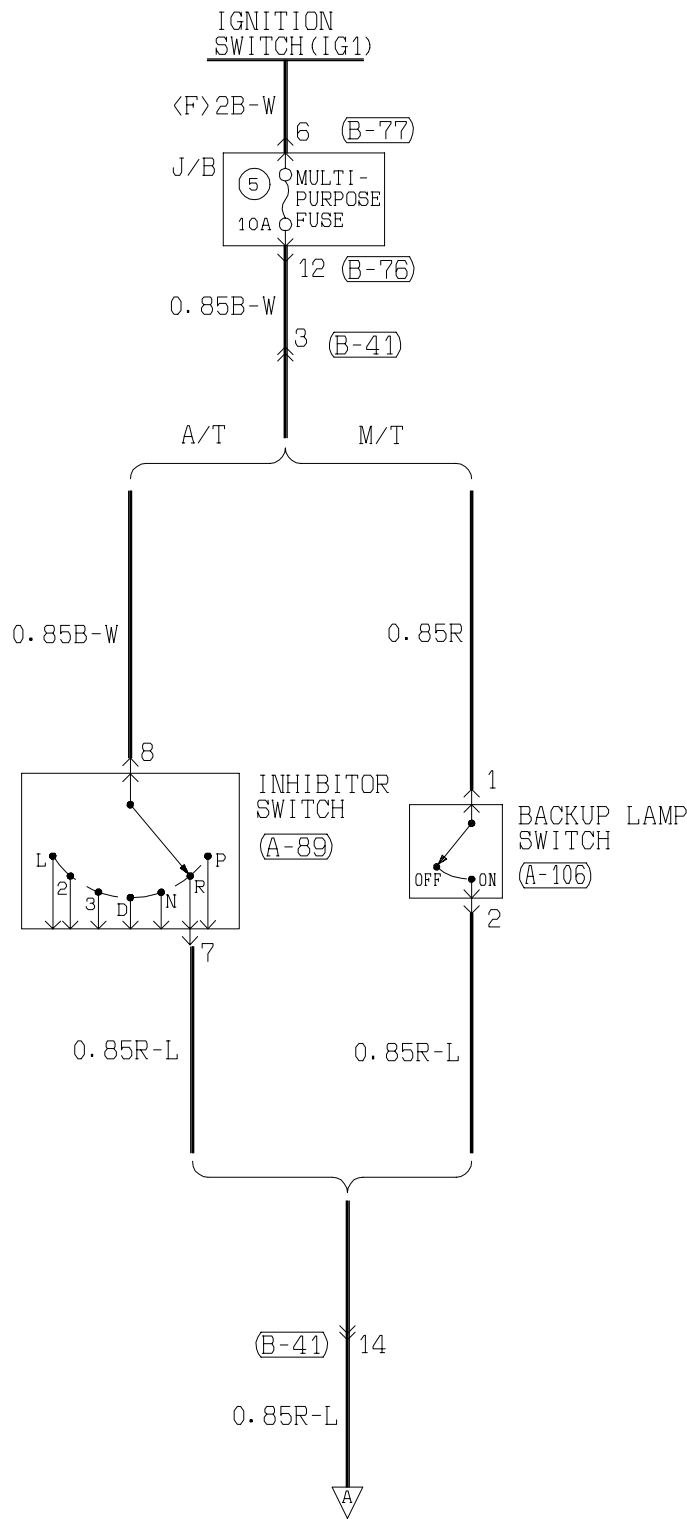 IGNITION
SWITCH(IG1)
<F>2B-W
6
B-77
J/B
5
MULTI-
PURPOSE
FUSE
10A
12
B-76
0.85B-W
3
B-41
A/T
M/T
0.85B-W
0.85R
8
1
INHIBITOR
SWITCH
A-89
BACKUP LAMP
SWITCH
A-106
L
2
3
D
N
R
P
OFF
ON
7
2
0.85R-L
0.85R-L
B-41
14
0.85R-L
A